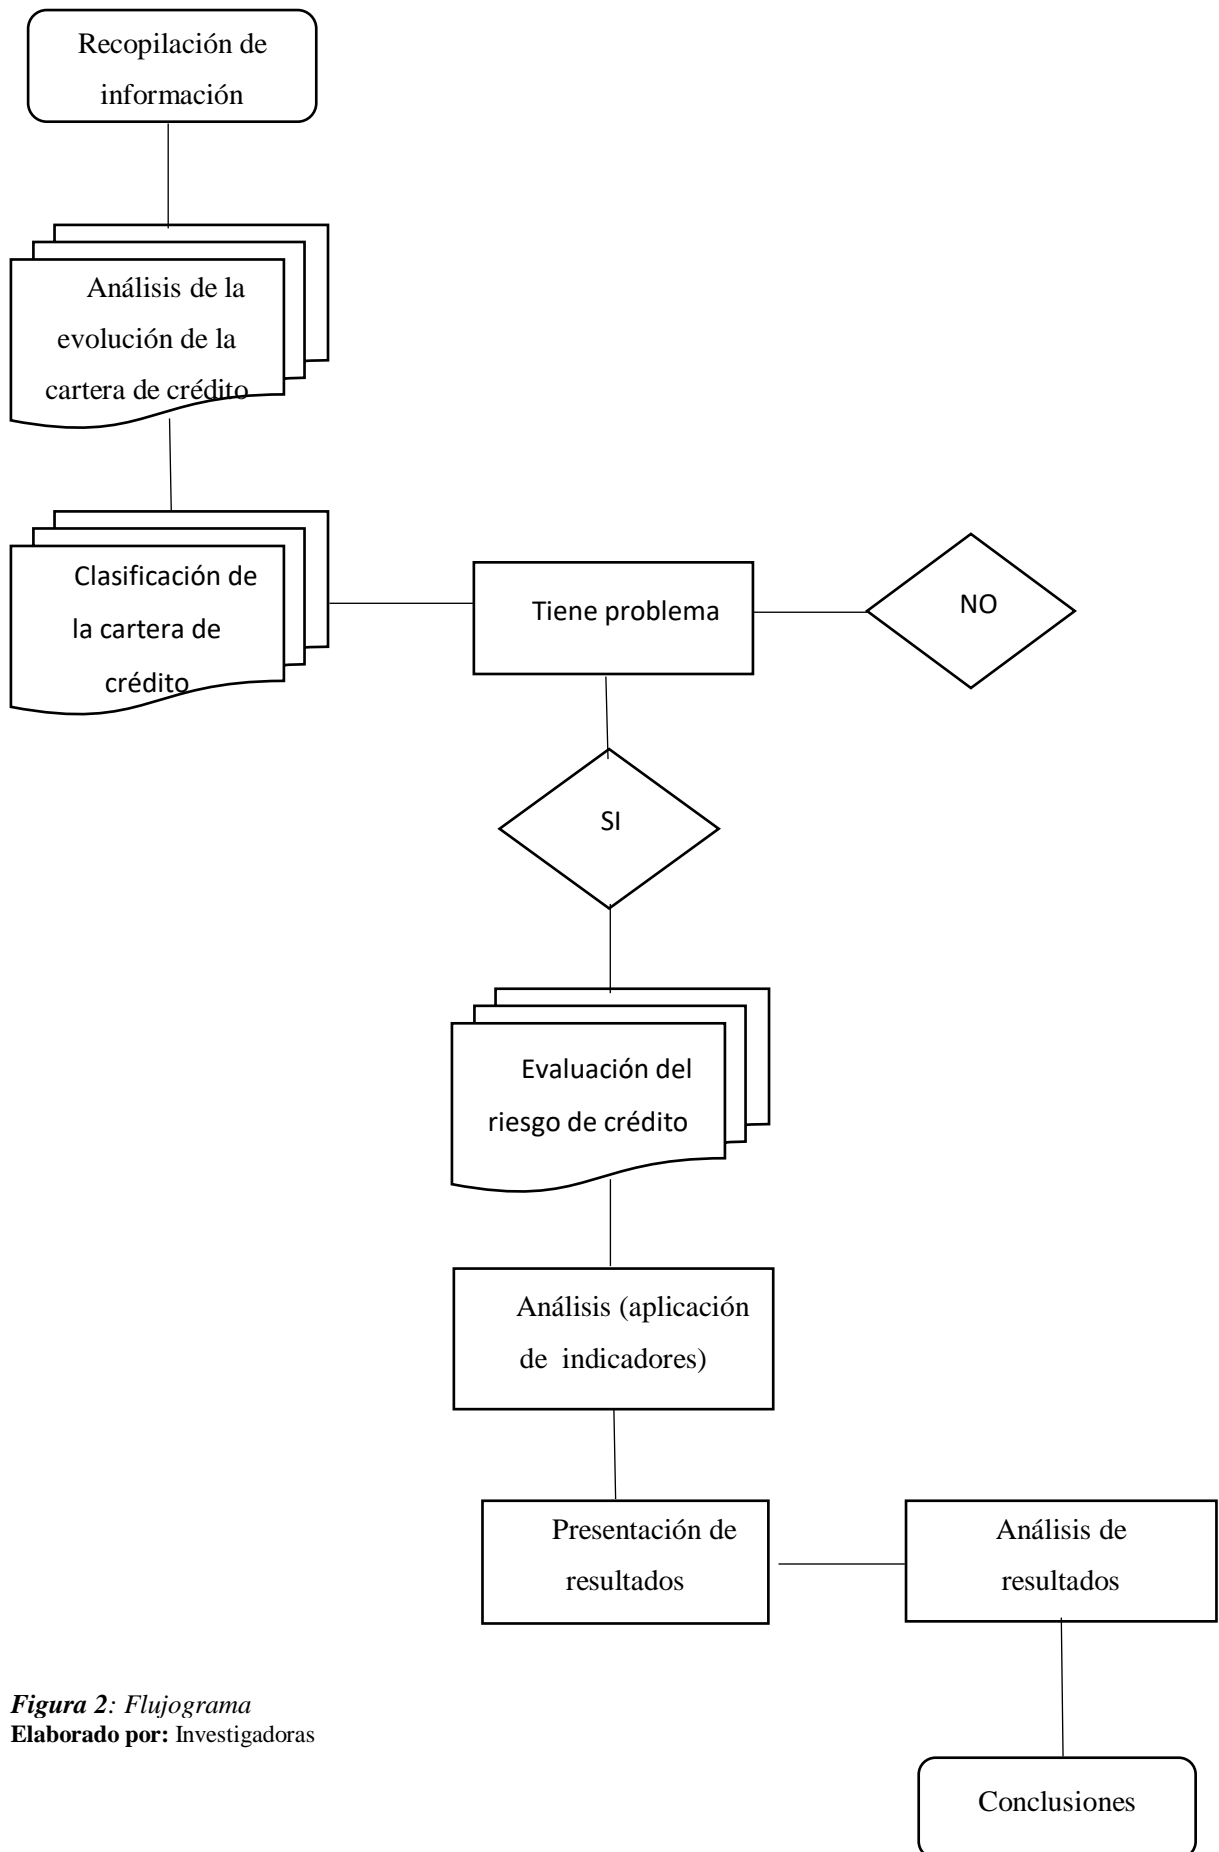 Recopilación de
información
Análisis de la
evolución de la
cartera de crédito
Clasificación de
la cartera de
crédito
Tiene problema
NO
SI
Evaluación del
riesgo de crédito
Análisis (aplicación
de indicadores)
Presentación de
resultados
Análisis de
resultados
Figura 2: Flujograma
Elaborado por: Investigadoras
Conclusiones